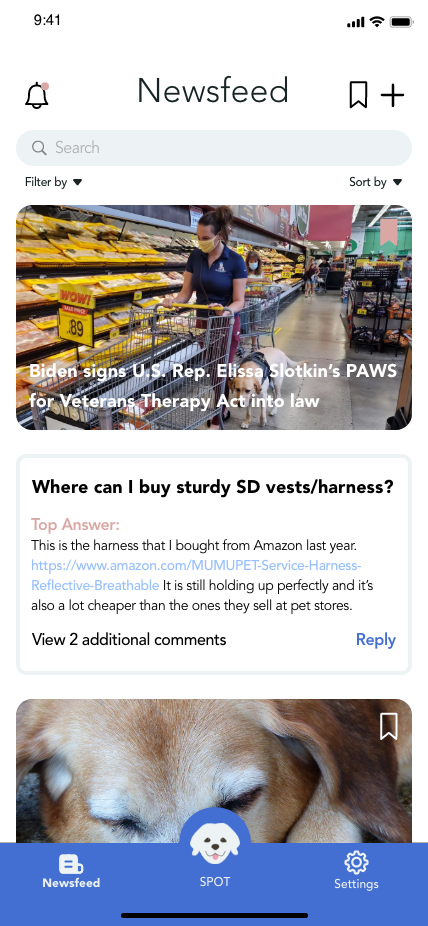 9:41
Newsfeed
Search
Filter by
Sort by
WOW!
SALE PRICE
89
Biden signs U.S. Rep. Elissa Slotkin's PAWS
for Veterans Therapy Act into law
Where can I buy sturdy SD vests/harness?
Top Answer:
This is the harness that I bought from Amazon last year.
https://www.amazon.com/MUMUPET-Service-Harness-
Reflective-Breathable It is still holding up perfectly and it's
also a lot cheaper than the ones they sell at pet stores.
View 2 additional comments
Reply
Newsfeed
SPOT
Settings